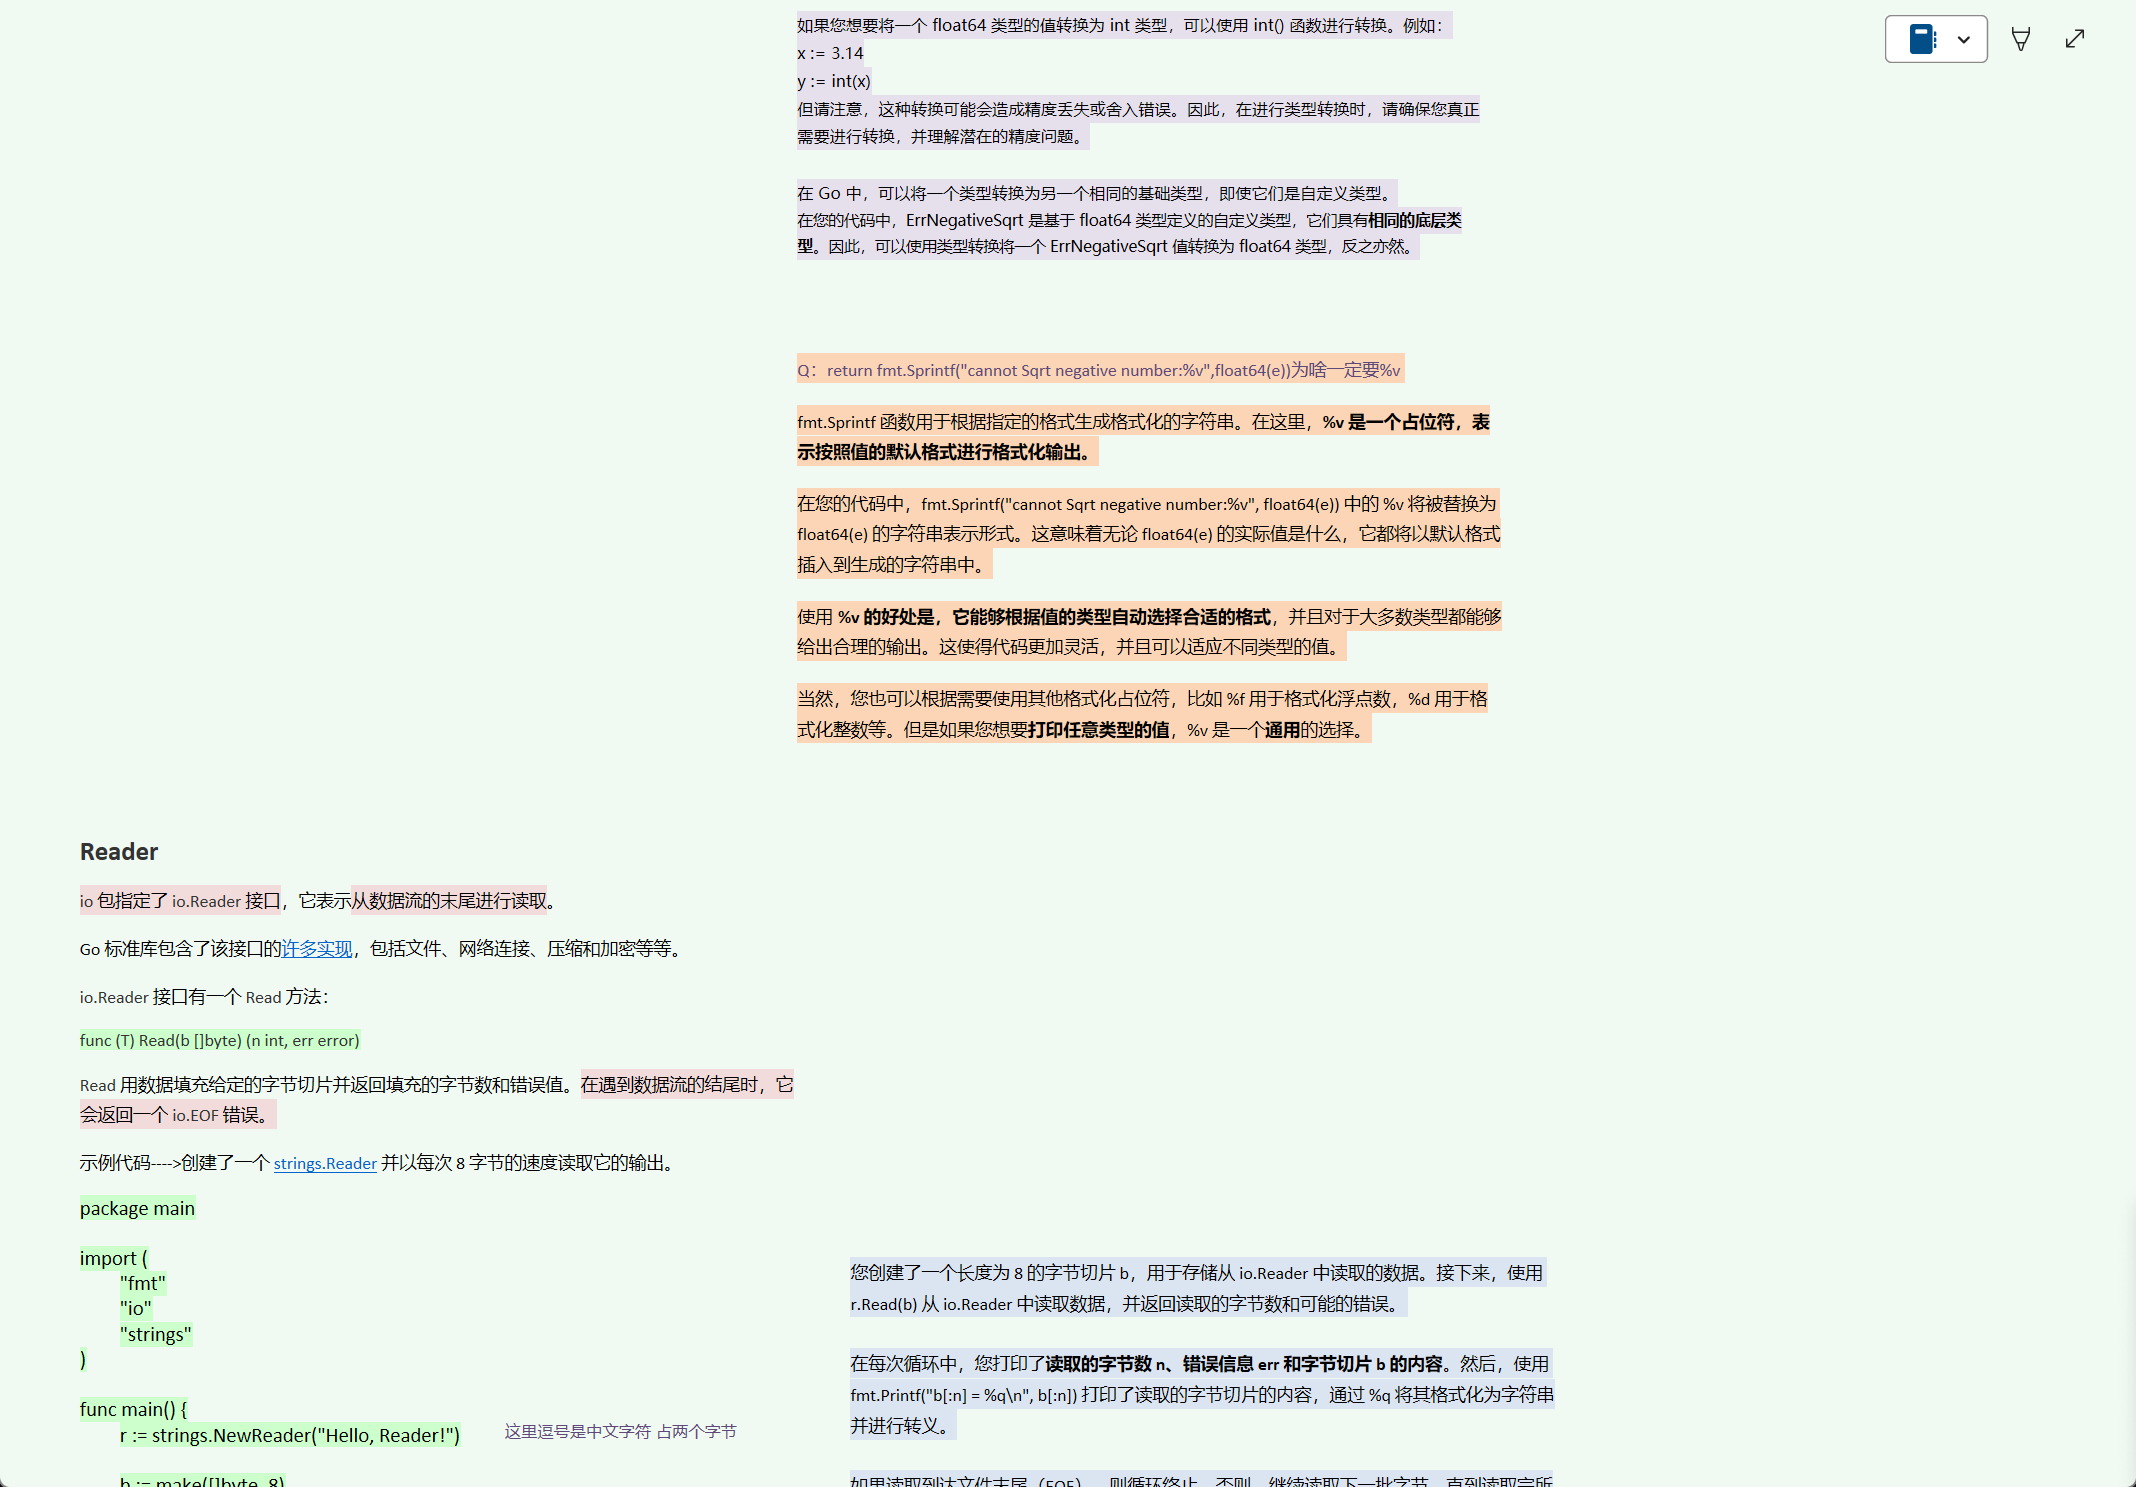 如果您想要将一个 float64 类型的值转换为 int 类型，可以使用 int() 函数进行转换。例如：
x := 3.14
y := int(x)
但请注意，这种转换可能会造成精度丢失或舍入错误。因此，在进行类型转换时，请确保您真正
需要进行转换，并理解潜在的精度问题。
在 Go 中，可以将一个类型转换为另一个相同的基础类型，即使它们是自定义类型。
在您的代码中，ErrNegativeSqrt 是基于 float64 类型定义的自定义类型，它们具有相同的底层类
型。因此，可以使用类型转换将一个 ErrNegativeSqrt 值转换为 float64 类型，反之亦然。
Q：return fmt.Sprintf("cannot Sqrt negative number:%v",float64(e))为啥一定要%v
fmt.Sprintf 函数用于根据指定的格式生成格式化的字符串。在这里，%v 是一个占位符，表
示按照值的默认格式进行格式化输出。
在您的代码中，fmt.Sprintf("cannot Sqrt negative number:%v", float64(e)) 中的 %v 将被替换为
float64(e) 的字符串表示形式。这意味着无论 float64(e) 的实际值是什么，它都将以默认格式
插入到生成的字符串中。
使用 %v 的好处是，它能够根据值的类型自动选择合适的格式，并且对于大多数类型都能够
给出合理的输出。这使得代码更加灵活，并且可以适应不同类型的值。
当然，您也可以根据需要使用其他格式化占位符，比如 %f 用于格式化浮点数，%d 用于格
式化整数等。但是如果您想要打印任意类型的值，%v 是一个通用的选择。
Reader
io 包指定了 io.Reader 接口，它表示从数据流的末尾进行读取。
Go 标准库包含了该接口的许多实现，包括文件、网络连接、压缩和加密等等。
io.Reader 接口有一个 Read 方法：
func (T) Read(b []byte) (n int, err error)
Read 用数据填充给定的字节切片并返回填充的字节数和错误值。在遇到数据流的结尾时，它
会返回一个 io.EOF 错误。
示例代码---->创建了一个 strings.Reader 并以每次 8 字节的速度读取它的输出。
package main
import (
"fmt"
"io"
"strings"
)
func main() {
r := strings.NewReader("Hello, Reader!")
这里逗号是中文字符 占两个字节
b := make([]byte, 8)
您创建了一个长度为 8 的字节切片 b，用于存储从 io.Reader 中读取的数据。接下来，使用
r.Read(b) 从 io.Reader 中读取数据，并返回读取的字节数和可能的错误。
在每次循环中，您打印了读取的字节数 n、错误信息 err 和字节切片 b 的内容。然后，使用
fmt.Printf("b[:n] = %q\n", b[:n]) 打印了读取的字节切片的内容，通过 %q 将其格式化为字符串
并进行转义。
如果读取到达文件末尾（EOF），则循环终止。否则，继续读取下一批字节，直到读取完所